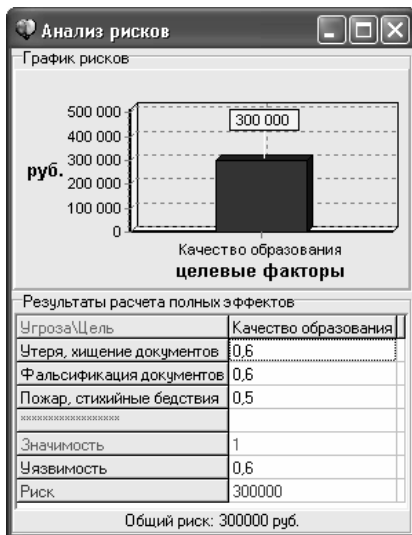 Анализ рисков
График рисков
500 000
400 000
300 000
200 000
100 000
0
руб.
300 000
Качество образования
целевые факторы
Результаты расчета полных эффектов
Угроза\Цель Качество образования
Утеря, хищение документов 0,6
Фальсификация документов 0,6
Пожар, стихийные бедствия 0,5
******************
Значимость 1
Уязвимость 0,6
Риск 300000
Общий риск: 300000 руб.